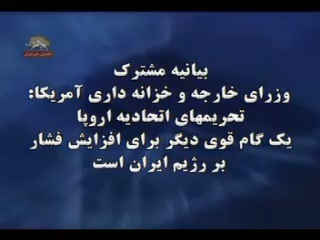 بیانیه مشترک
وزرای خارجه و خزانه داری آمریکا:
تحریمهای اتحادیه اروپا
یک گام قوی دیگر برای افزایش فشار
بر رژیم ایران است